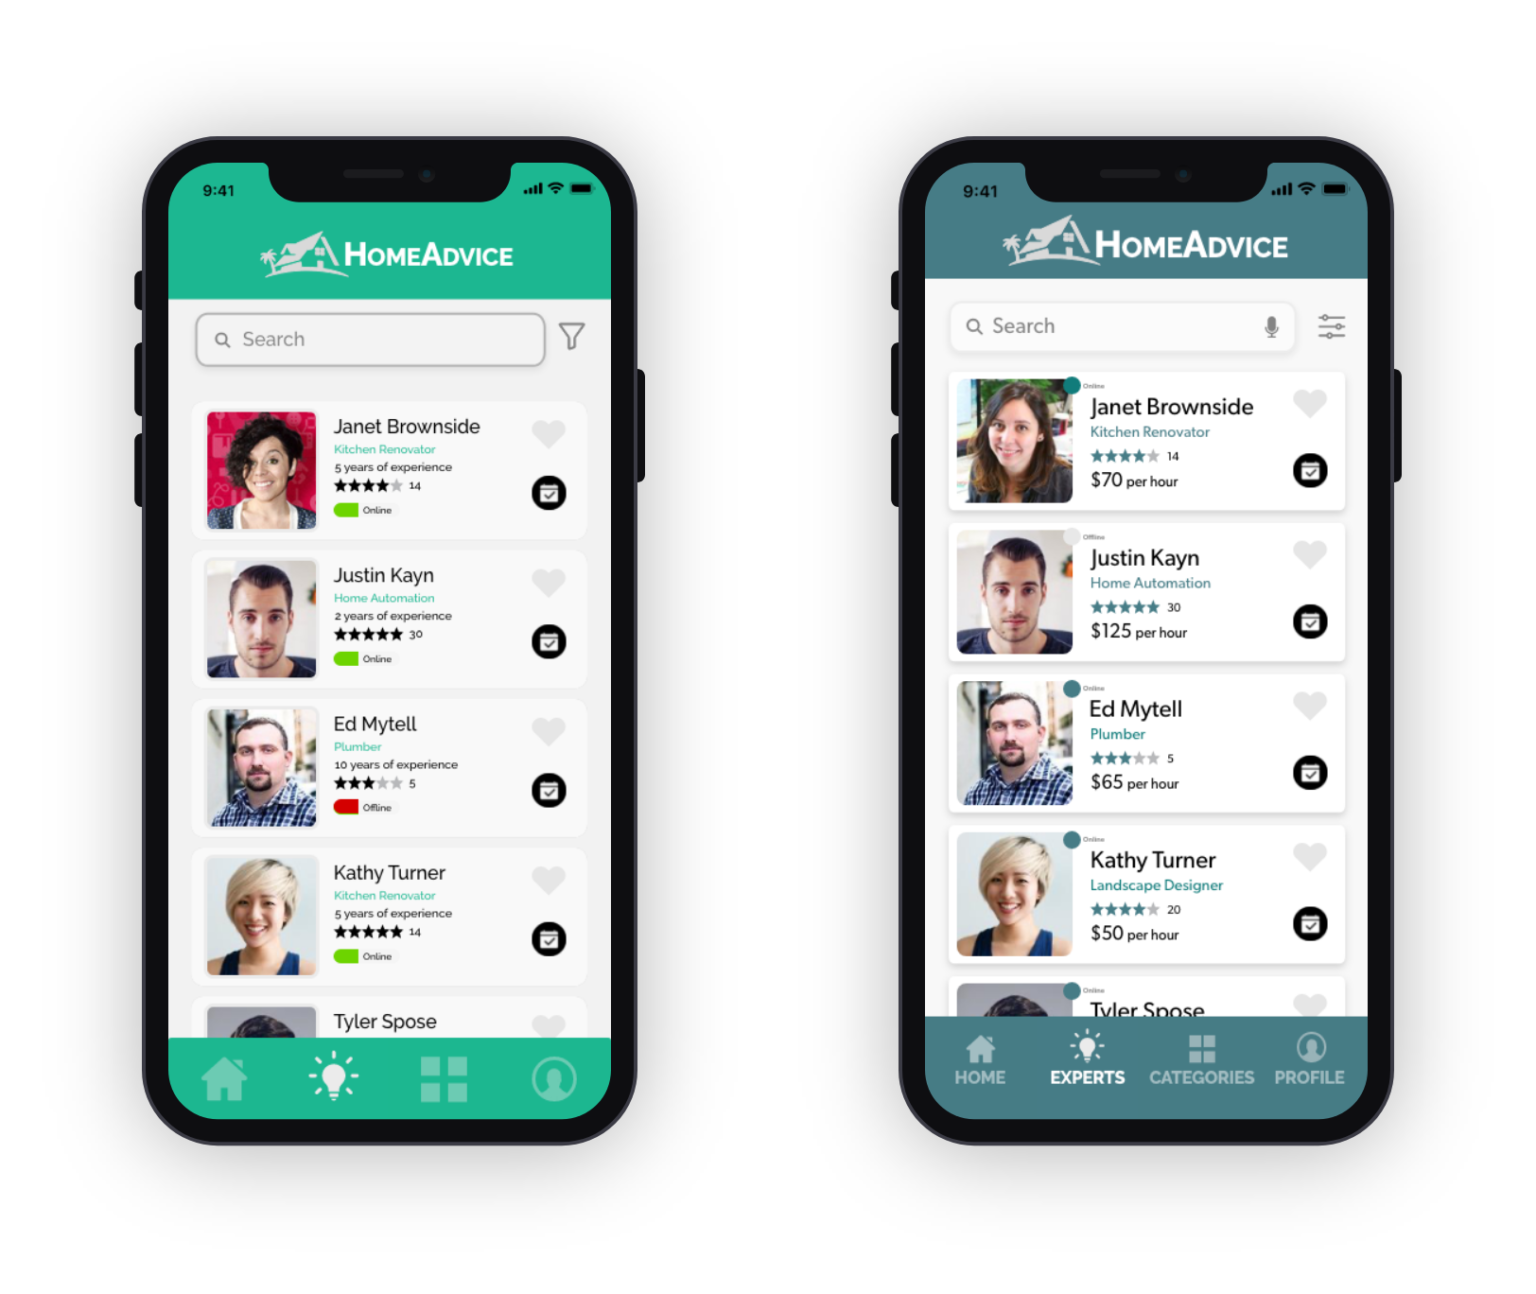 9:41
HOMEADVICE
Search
Janet Brownside
Kitchen Renovator
5 years of experience
14
Online
Justin Kayn
Home Automation
2 years of experience
30
Online
Ed Mytell
Plumber
10 years of experience
5
Offline
Kathy Turner
Kitchen Renovator
5 years of experience
14
Online
Tyler Spose
9:41
HOMEADVICE
Search
Online
Janet Brownside
Kitchen Renovator
14
$70 per hour
Offline
Justin Kayn
Home Automation
30
$125 per hour
Online
Ed Mytell
Plumber
5
$65 per hour
Online
Kathy Turner
Landscape Designer
20
$50 per hour
Online
Tyler Spose
HOME EXPERTS CATEGORIES PROFILE